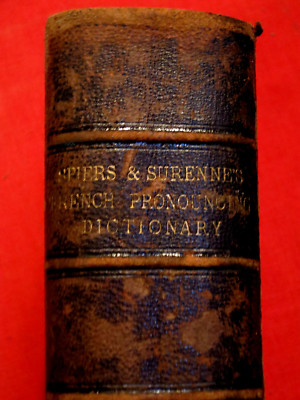 SPIERS & SURENNE'S
FRENCH PRONOUNCING
DICTIONARY